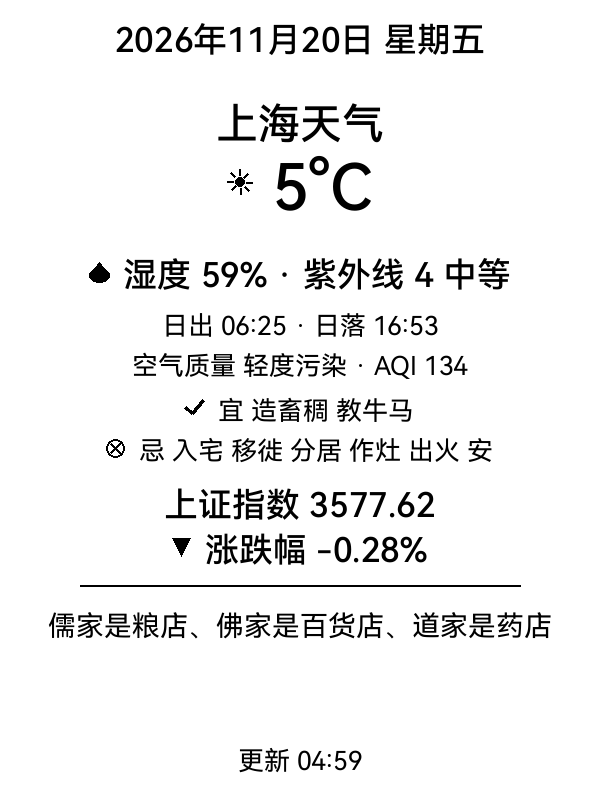 2026年11月20日 星期五
上海天气
5°C
湿度 59% · 紫外线 4 中等
日出 06:25 · 日落 16:53
空气质量 轻度污染 · AQI 134
宜 造畜稠 教牛马
忌 入宅 移徙 分居 作灶 出火 安
上证指数 3577.62
▼ 涨跌幅 -0.28%
儒家是粮店、佛家是百货店、道家是药店
更新 04:59